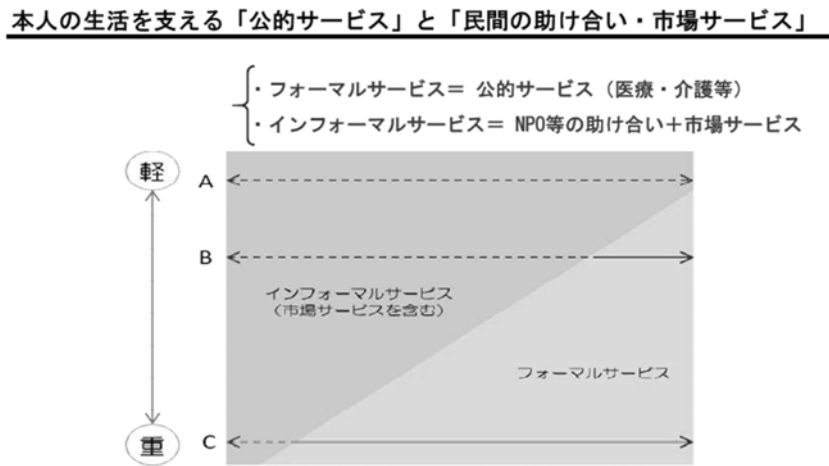 本人の生活を支える「公的サービス」と「民間の助け合い・市場サービス」
・フォーマルサービス＝ 公的サービス（医療・介護等）
・インフォーマルサービス＝ NPO等の助け合い＋市場サービス
軽
A
B
インフォーマルサービス
（市場サービスを含む）
フォーマルサービス
重
C